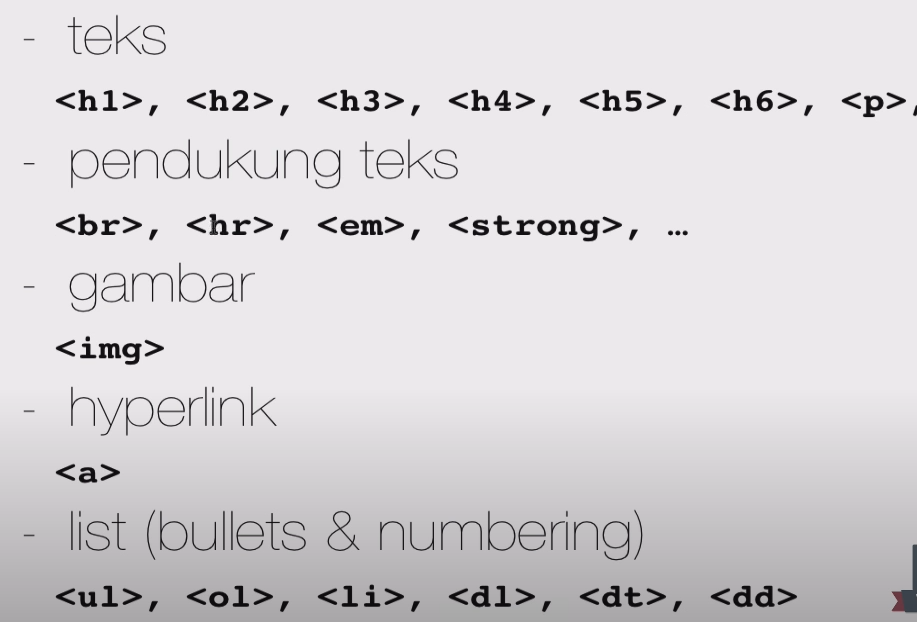 - teks
<h1>, <h2>, <h3>, <h4>, <h5>, <h6>, <p>,
- pendukung teks
<br>, <hr>, <em>, <strong>, …
- gambar
<img>
- hyperlink
<a>
- list (bullets & numbering)
<ul>, <ol>, <li>, <dl>, <dt>, <dd>